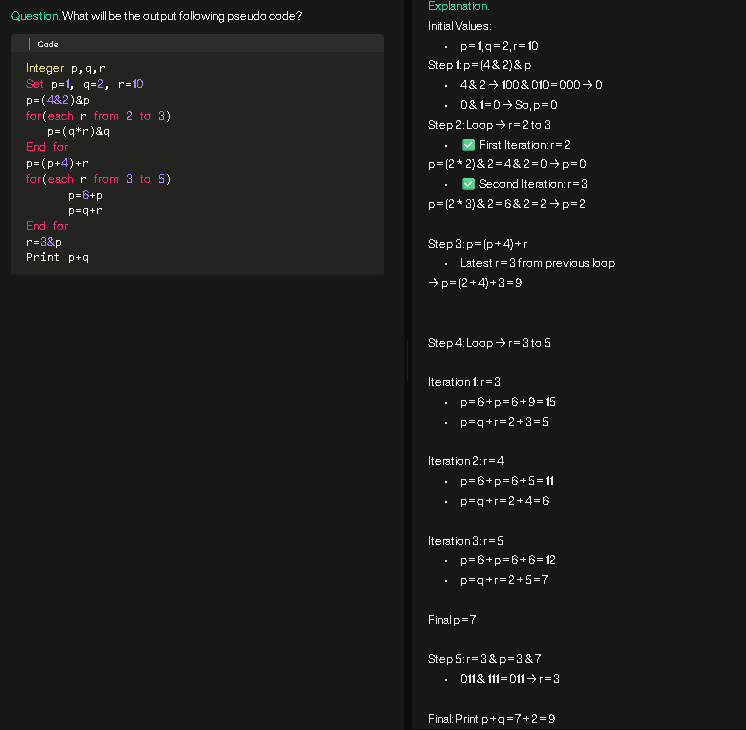 Question. What will be the output following pseudo code?
Code
Integer p,q,r
Set p=1, q=2, r=10
p=(4&2)&p
for(each r from 2 to 3)
p=(q*r)&q
End for
p=(p+4)+r
for(each r from 3 to 5)
p=6+p
p=q+r
End for
r=3&p
Print p+q
Explanation.
Initial Values:
• p=1,q=2,r=10
Step 1: p=(4&2)&p
• 4&2→100&010=000→0
• 0&1=0→So, p=0
Step 2: Loop→r=2 to 3
• ✅ First Iteration: r=2
p=(2*2)&2=4&2=0→p=0
• ✅ Second Iteration: r=3
p=(2*3)&2=6&2=2→p=2
Step 3: p=(p+4)+r
• Latest r=3 from previous loop
→p=(2+4)+3=9
Step 4: Loop→r=3 to 5
Iteration 1: r=3
• p=6+p=6+9=15
• p=q+r=2+3=5
Iteration 2: r=4
• p=6+p=6+5=11
• p=q+r=2+4=6
Iteration 3: r=5
• p=6+p=6+6=12
• p=q+r=2+5=7
Final p=7
Step 5: r=3&p=3&7
• 011&111=011→r=3
Final: Print p+q=7+2=9